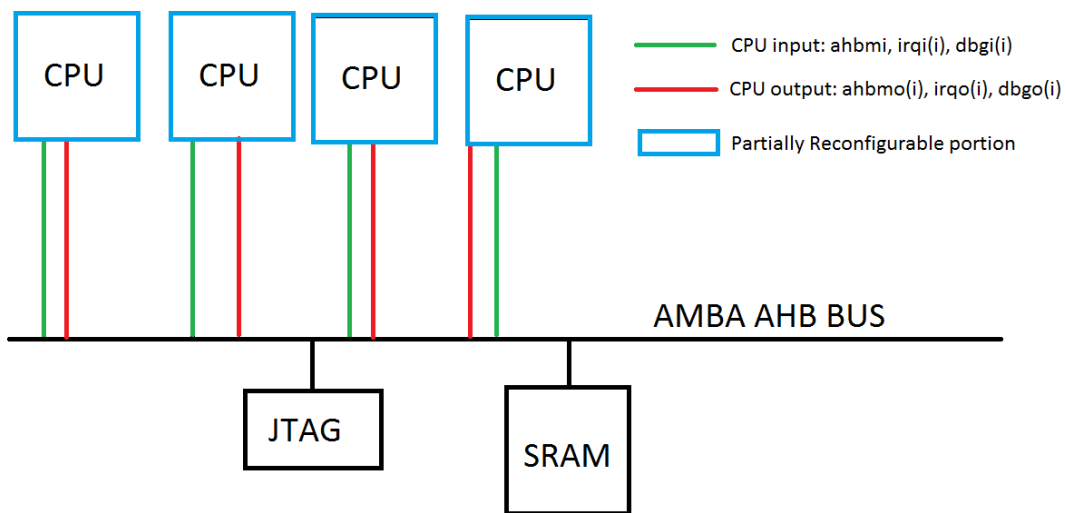 CPU
CPU
CPU
CPU
CPU input: ahbmi, irqi(i), dbgi(i)
CPU output: ahbmo(i), irqo(i), dbgo(i)
Partially Reconfigurable portion
AMBA AHB BUS
JTAG
SRAM